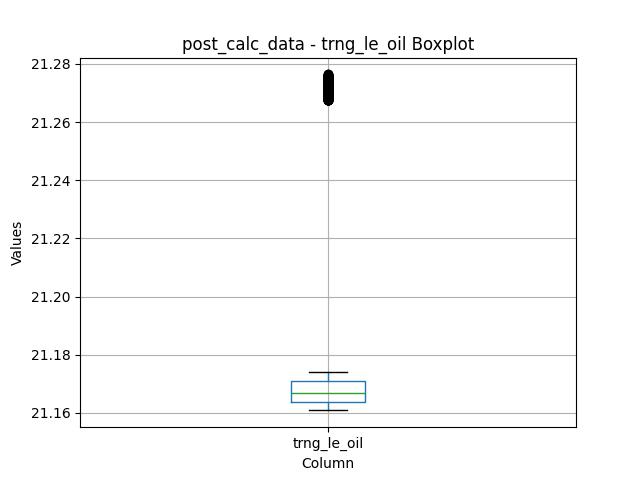 post_calc_data - trng_le_oil Boxplot
21.28
21.26
21.24
21.22
21.20
21.18
21.16
Values
trng_le_oil
Column